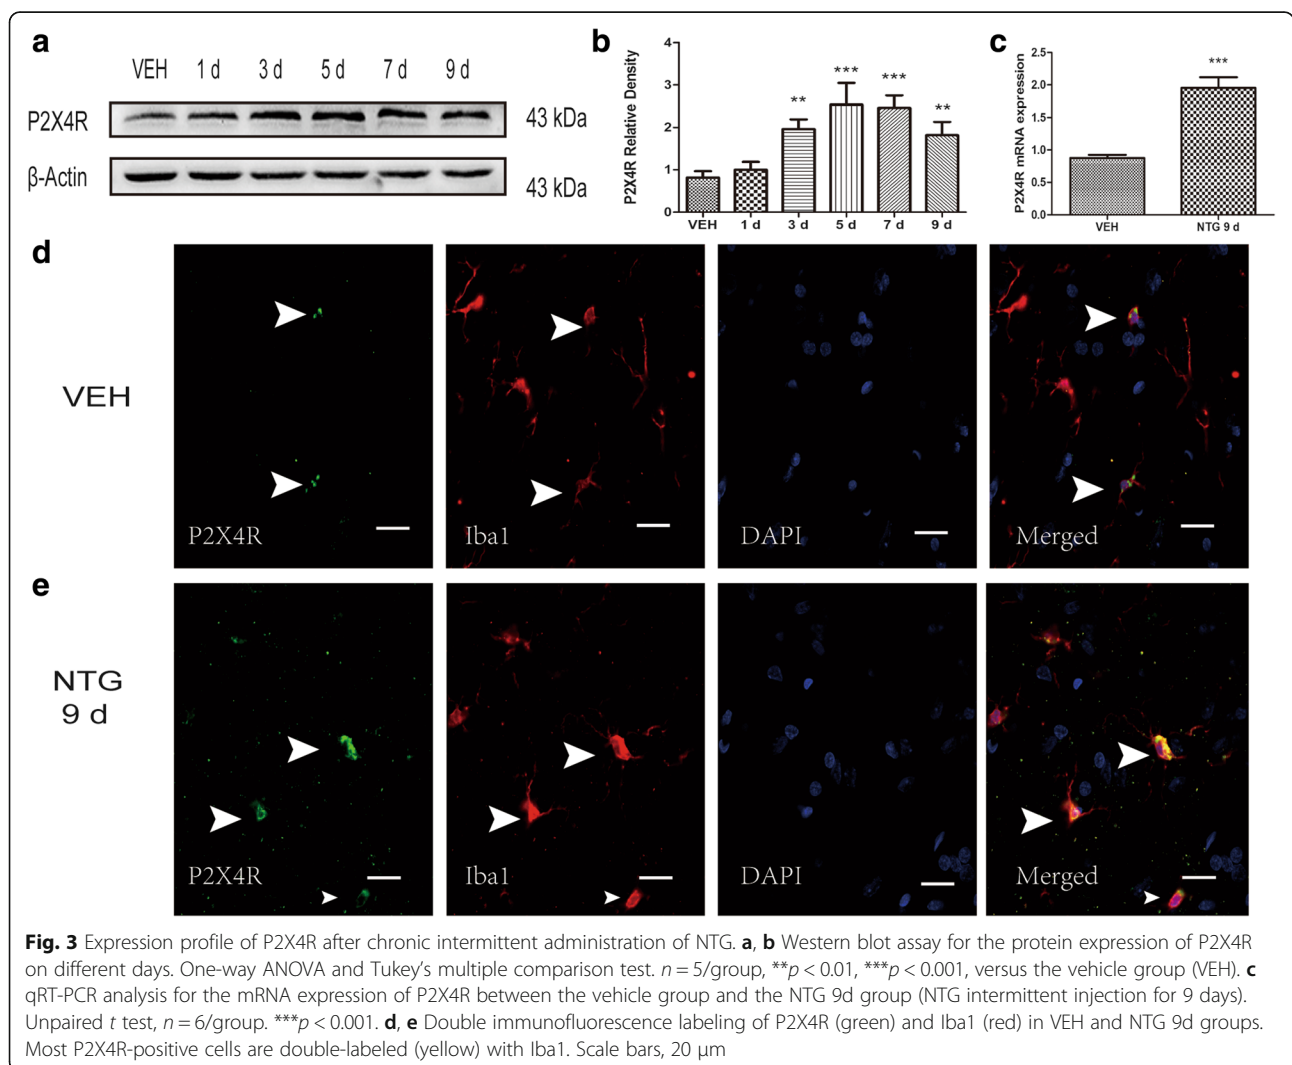 a
VEH 1 d 3 d 5 d 7 d 9 d
P2X4R 43 kDa
β-Actin 43 kDa
b
P2X4R Relative Density
4
3
2
1
0
** *** *** **
VEH 1 d 3 d 5 d 7 d 9 d
c
P2X4R mRNA expression
2.5
2.0
1.5
1.0
0.5
0.0
***
VEH NTG 9 d
d
VEH
P2X4R Iba1 DAPI Merged
e
NTG
9 d
P2X4R Iba1 DAPI Merged
Fig. 3 Expression profile of P2X4R after chronic intermittent administration of NTG. a, b Western blot assay for the protein expression of P2X4R
on different days. One-way ANOVA and Tukey's multiple comparison test. n = 5/group, **p < 0.01, ***p < 0.001, versus the vehicle group (VEH). c
qRT-PCR analysis for the mRNA expression of P2X4R between the vehicle group and the NTG 9d group (NTG intermittent injection for 9 days).
Unpaired t test, n = 6/group. ***p < 0.001. d, e Double immunofluorescence labeling of P2X4R (green) and Iba1 (red) in VEH and NTG 9d groups.
Most P2X4R-positive cells are double-labeled (yellow) with Iba1. Scale bars, 20 μm